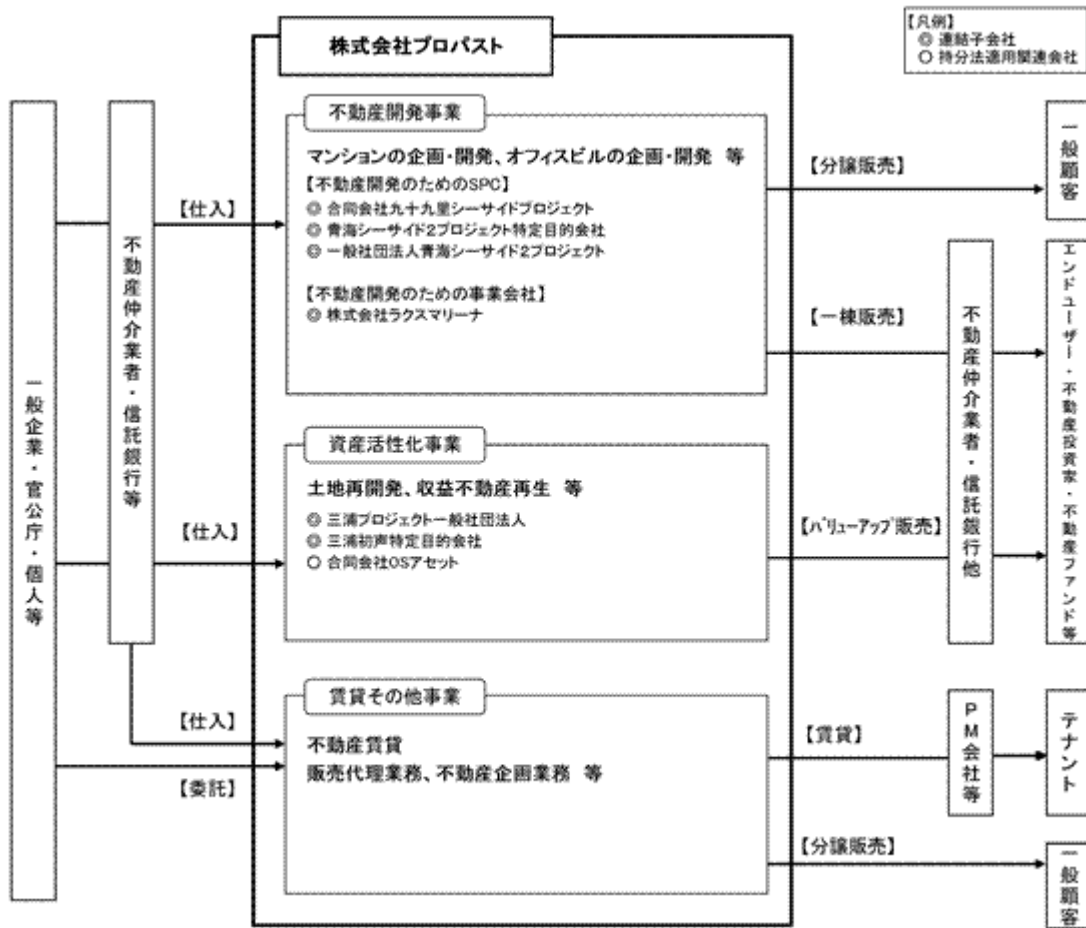 株式会社プロパスト
【凡例】
◎ 連結子会社
○ 持分法適用関連会社
一般企業・官公庁・個人等
不動産仲介業者・信託銀行等
【仕入】
不動産開発事業
マンションの企画・開発、オフィスビルの企画・開発 等
【不動産開発のためのSPC】
◎ 合同会社九十九里シーサイドプロジェクト
◎ 青海シーサイド2プロジェクト特定目的会社
◎ 一般社団法人青海シーサイド2プロジェクト
【不動産開発のための事業会社】
◎ 株式会社ラクスマリーナ
【分譲販売】
一般顧客
【一棟販売】
不動産仲介業者・信託銀行他
エンドユーザー・不動産投資家・不動産ファンド等
【仕入】
資産活性化事業
土地再開発、収益不動産再生 等
◎ 三浦プロジェクト一般社団法人
◎ 三浦初声特定目的会社
○ 合同会社OSアセット
【バリューアップ販売】
【仕入】
【委託】
賃貸その他事業
不動産賃貸
販売代理業務、不動産企画業務 等
【賃貸】
PM会社等
テナント
【分譲販売】
一般顧客